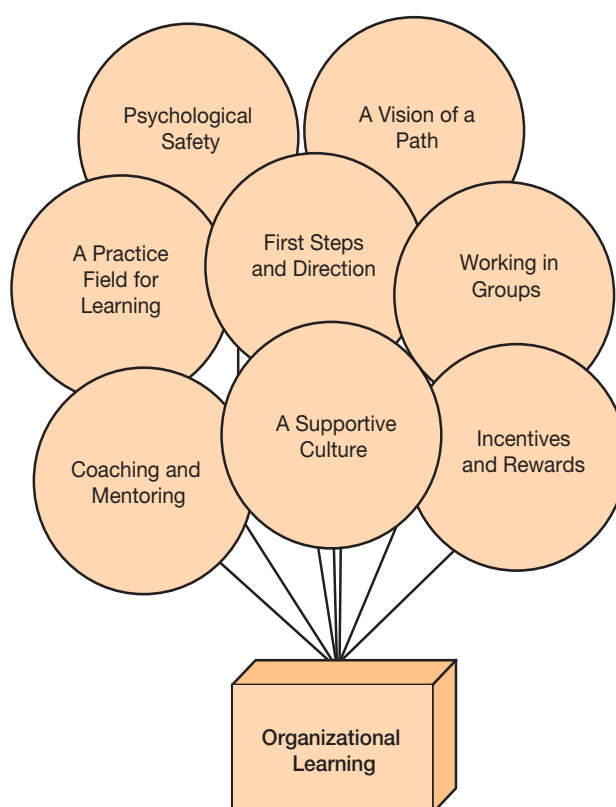 Psychological
Safety
A Vision of a
Path
A Practice
Field for
Learning
First Steps
and Direction
Working in
Groups
Coaching and
Mentoring
A Supportive
Culture
Incentives
and Rewards
Organizational
Learning